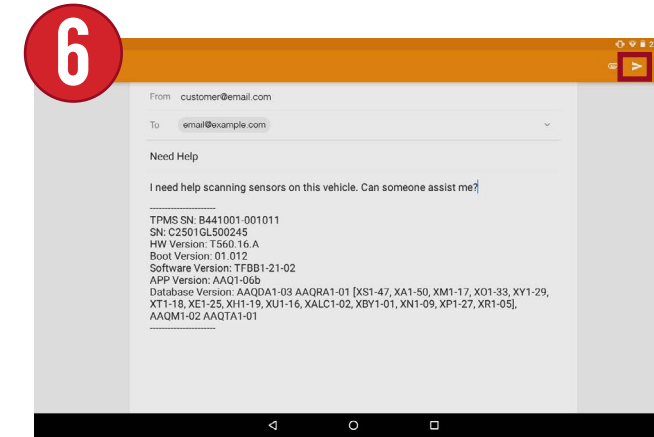 6
2
From customer@email.com
To email@example.com
Need Help
I need help scanning sensors on this vehicle. Can someone assist me?
----------------------
TPMS SN: B441001-001011
SN: C2501GL500245
HW Version: T560.16.A
Boot Version: 01.012
Software Version: TFBB1-21-02
APP Version: AAQ1-06b
Database Version: AAQDA1-03 AAQRA1-01 [XS1-47, XA1-50, XM1-17, XO1-33, XY1-29,
XT1-18, XE1-25, XH1-19, XU1-16, XALC1-02, XBY1-01, XN1-09, XP1-27, XR1-05],
AAQM1-02 AAQTA1-01
----------------------